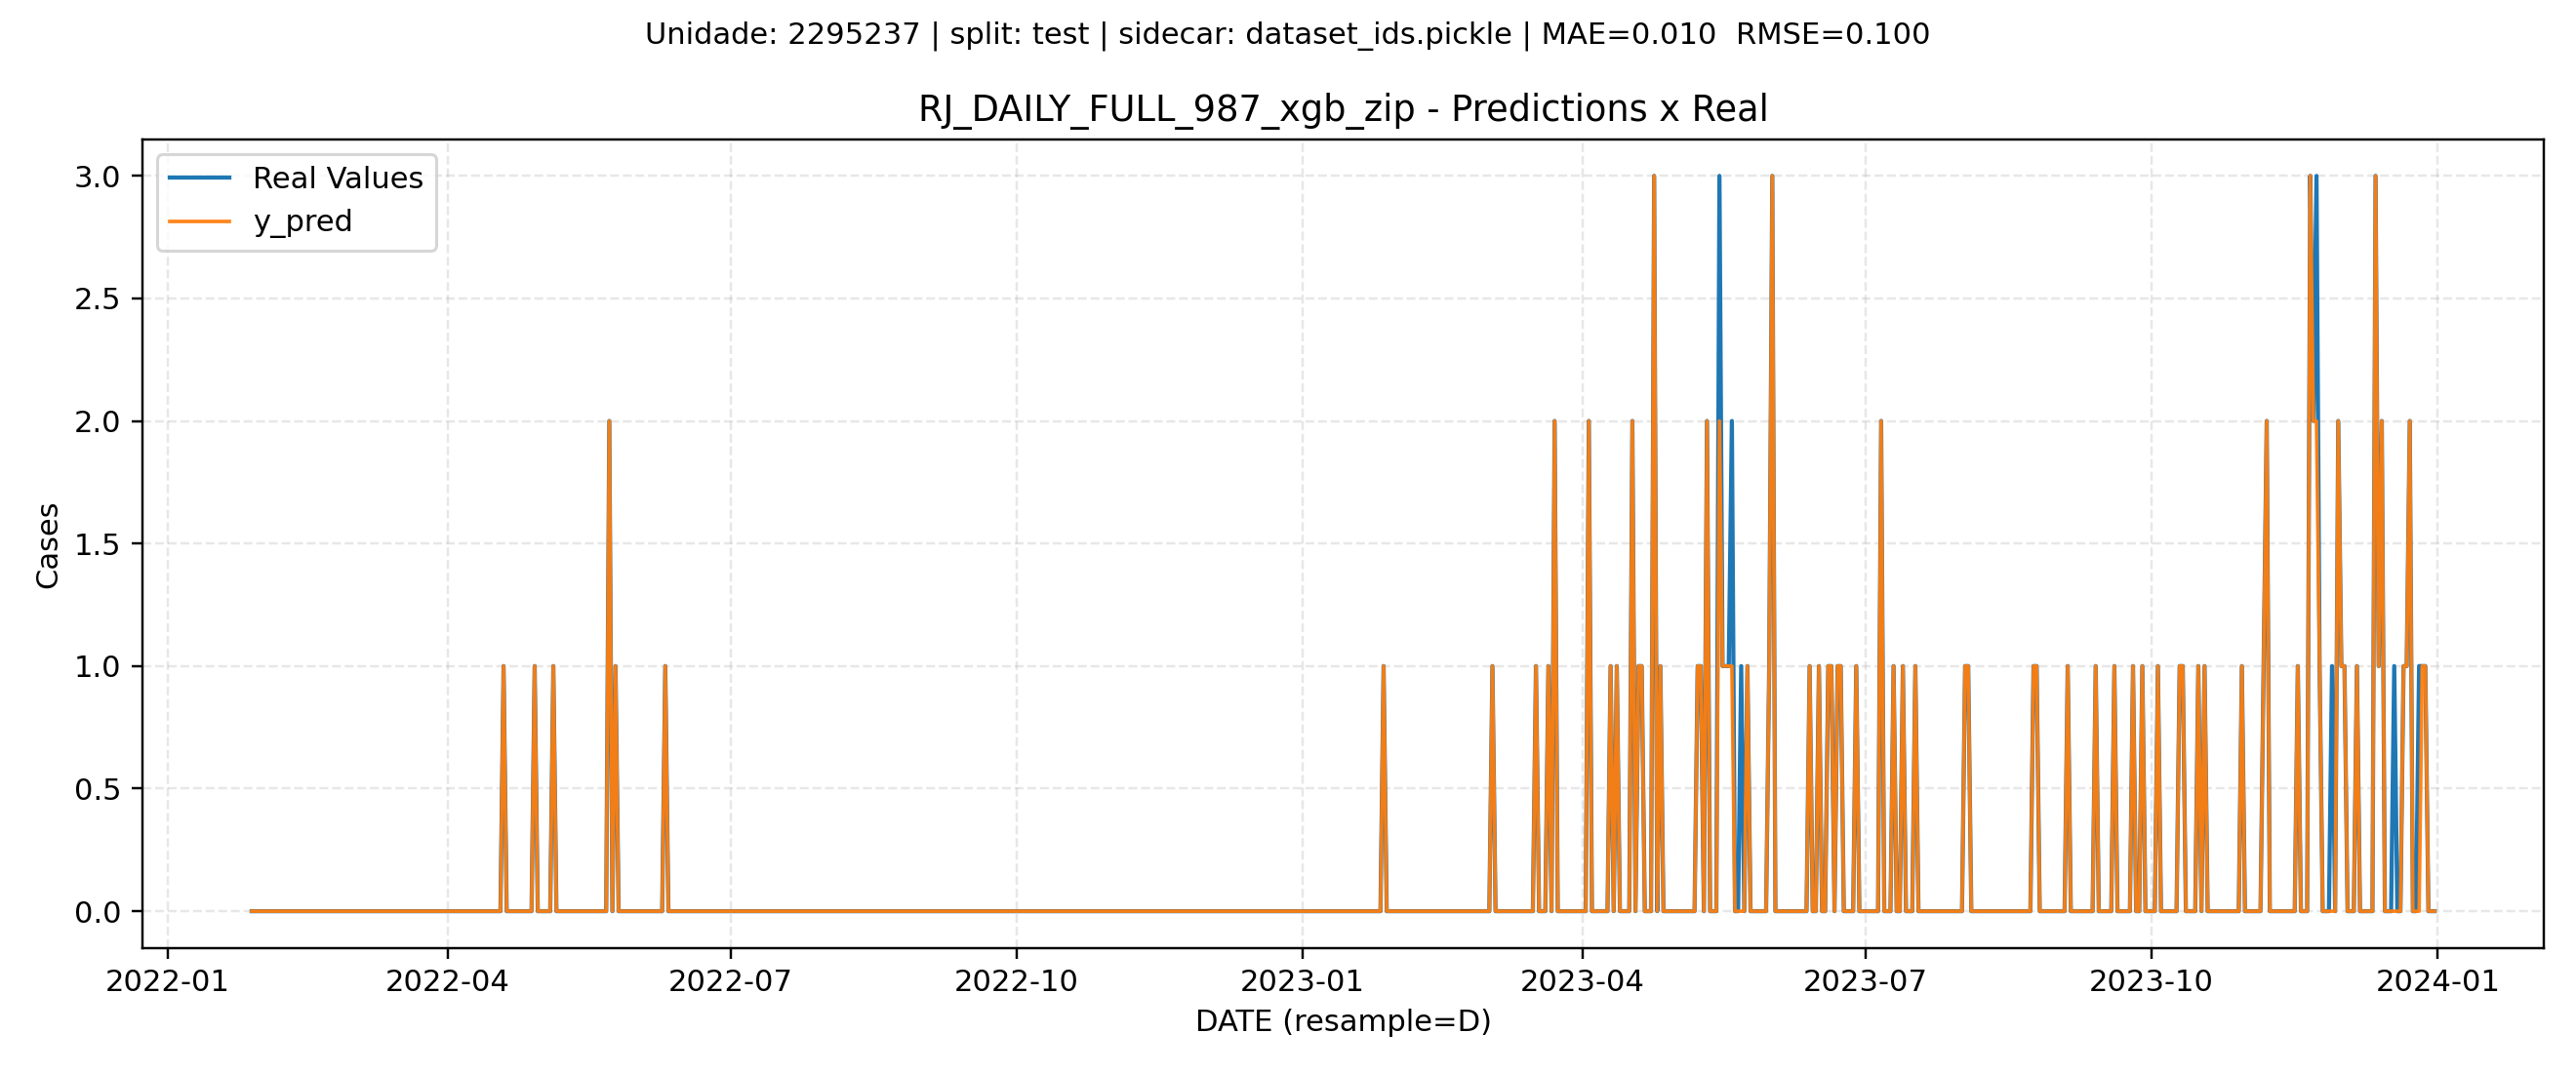 Unidade: 2295237 | split: test | sidecar: dataset_ids.pickle | MAE=0.010  RMSE=0.100
RJ_DAILY_FULL_987_xgb_zip - Predictions x Real
Real Values
y_pred
3.0
2.5
2.0
1.5
1.0
0.5
0.0
Cases
2022-01 2022-04 2022-07 2022-10 2023-01 2023-04 2023-07 2023-10 2024-01
DATE (resample=D)